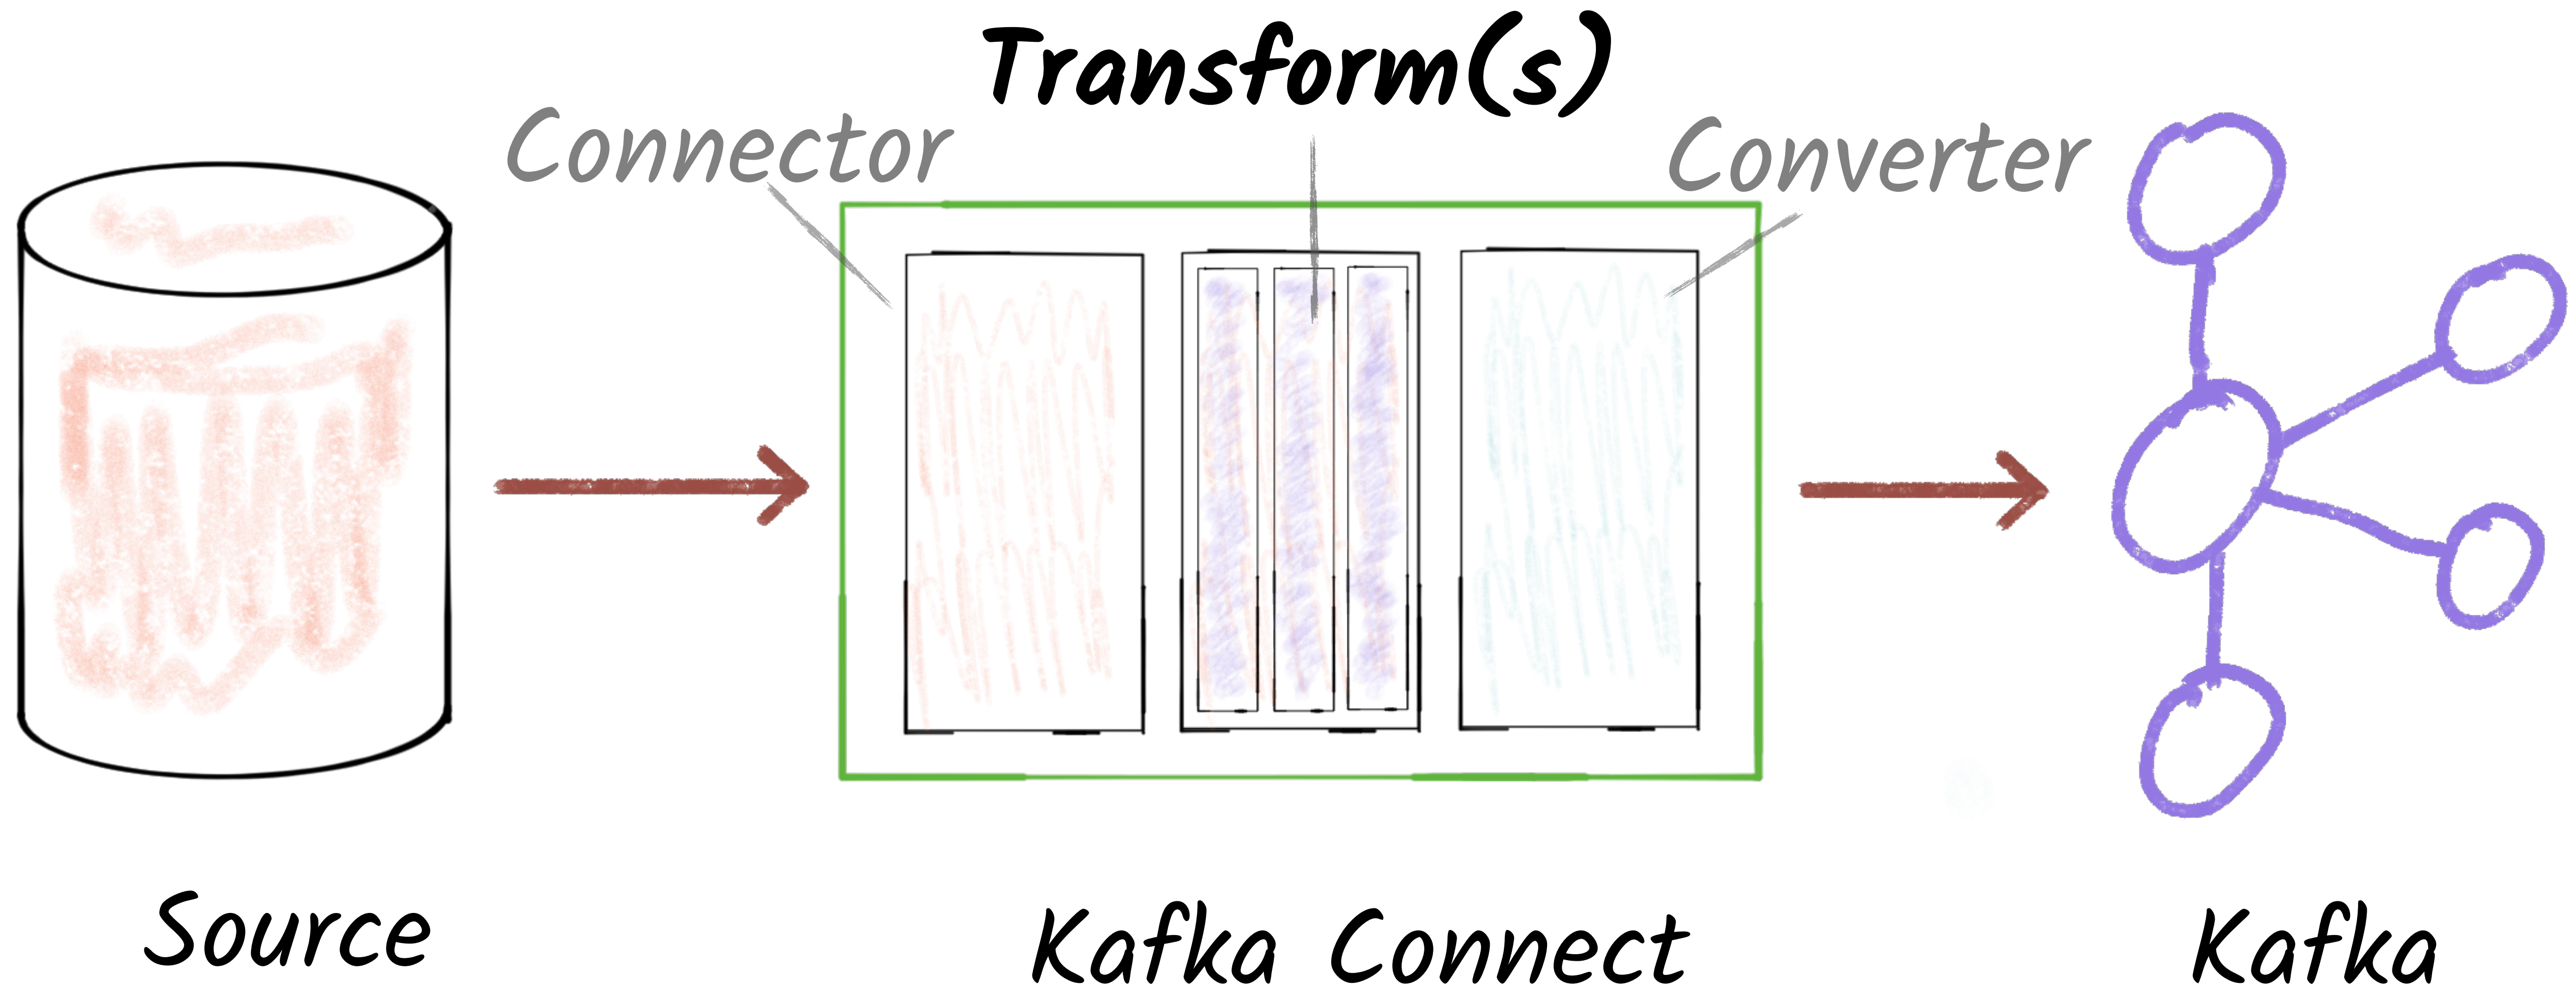 Transform(s)
Connector
Converter
Source
Kafka Connect
Kafka